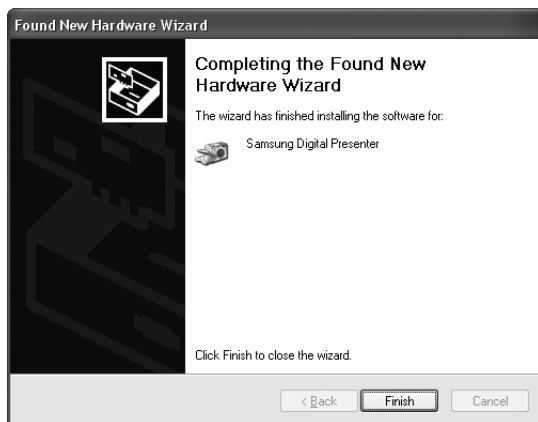 Found New Hardware Wizard
Completing the Found New
Hardware Wizard
The wizard has finished installing the software for:
Samsung Digital Presenter
Click Finish to close the wizard.
< Back
Finish
Cancel